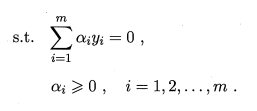 s.t. $\sum_{i=1}^{m} \alpha_i y_i = 0$ ,
$\alpha_i \geqslant 0$ , $i = 1, 2, \ldots, m$ .